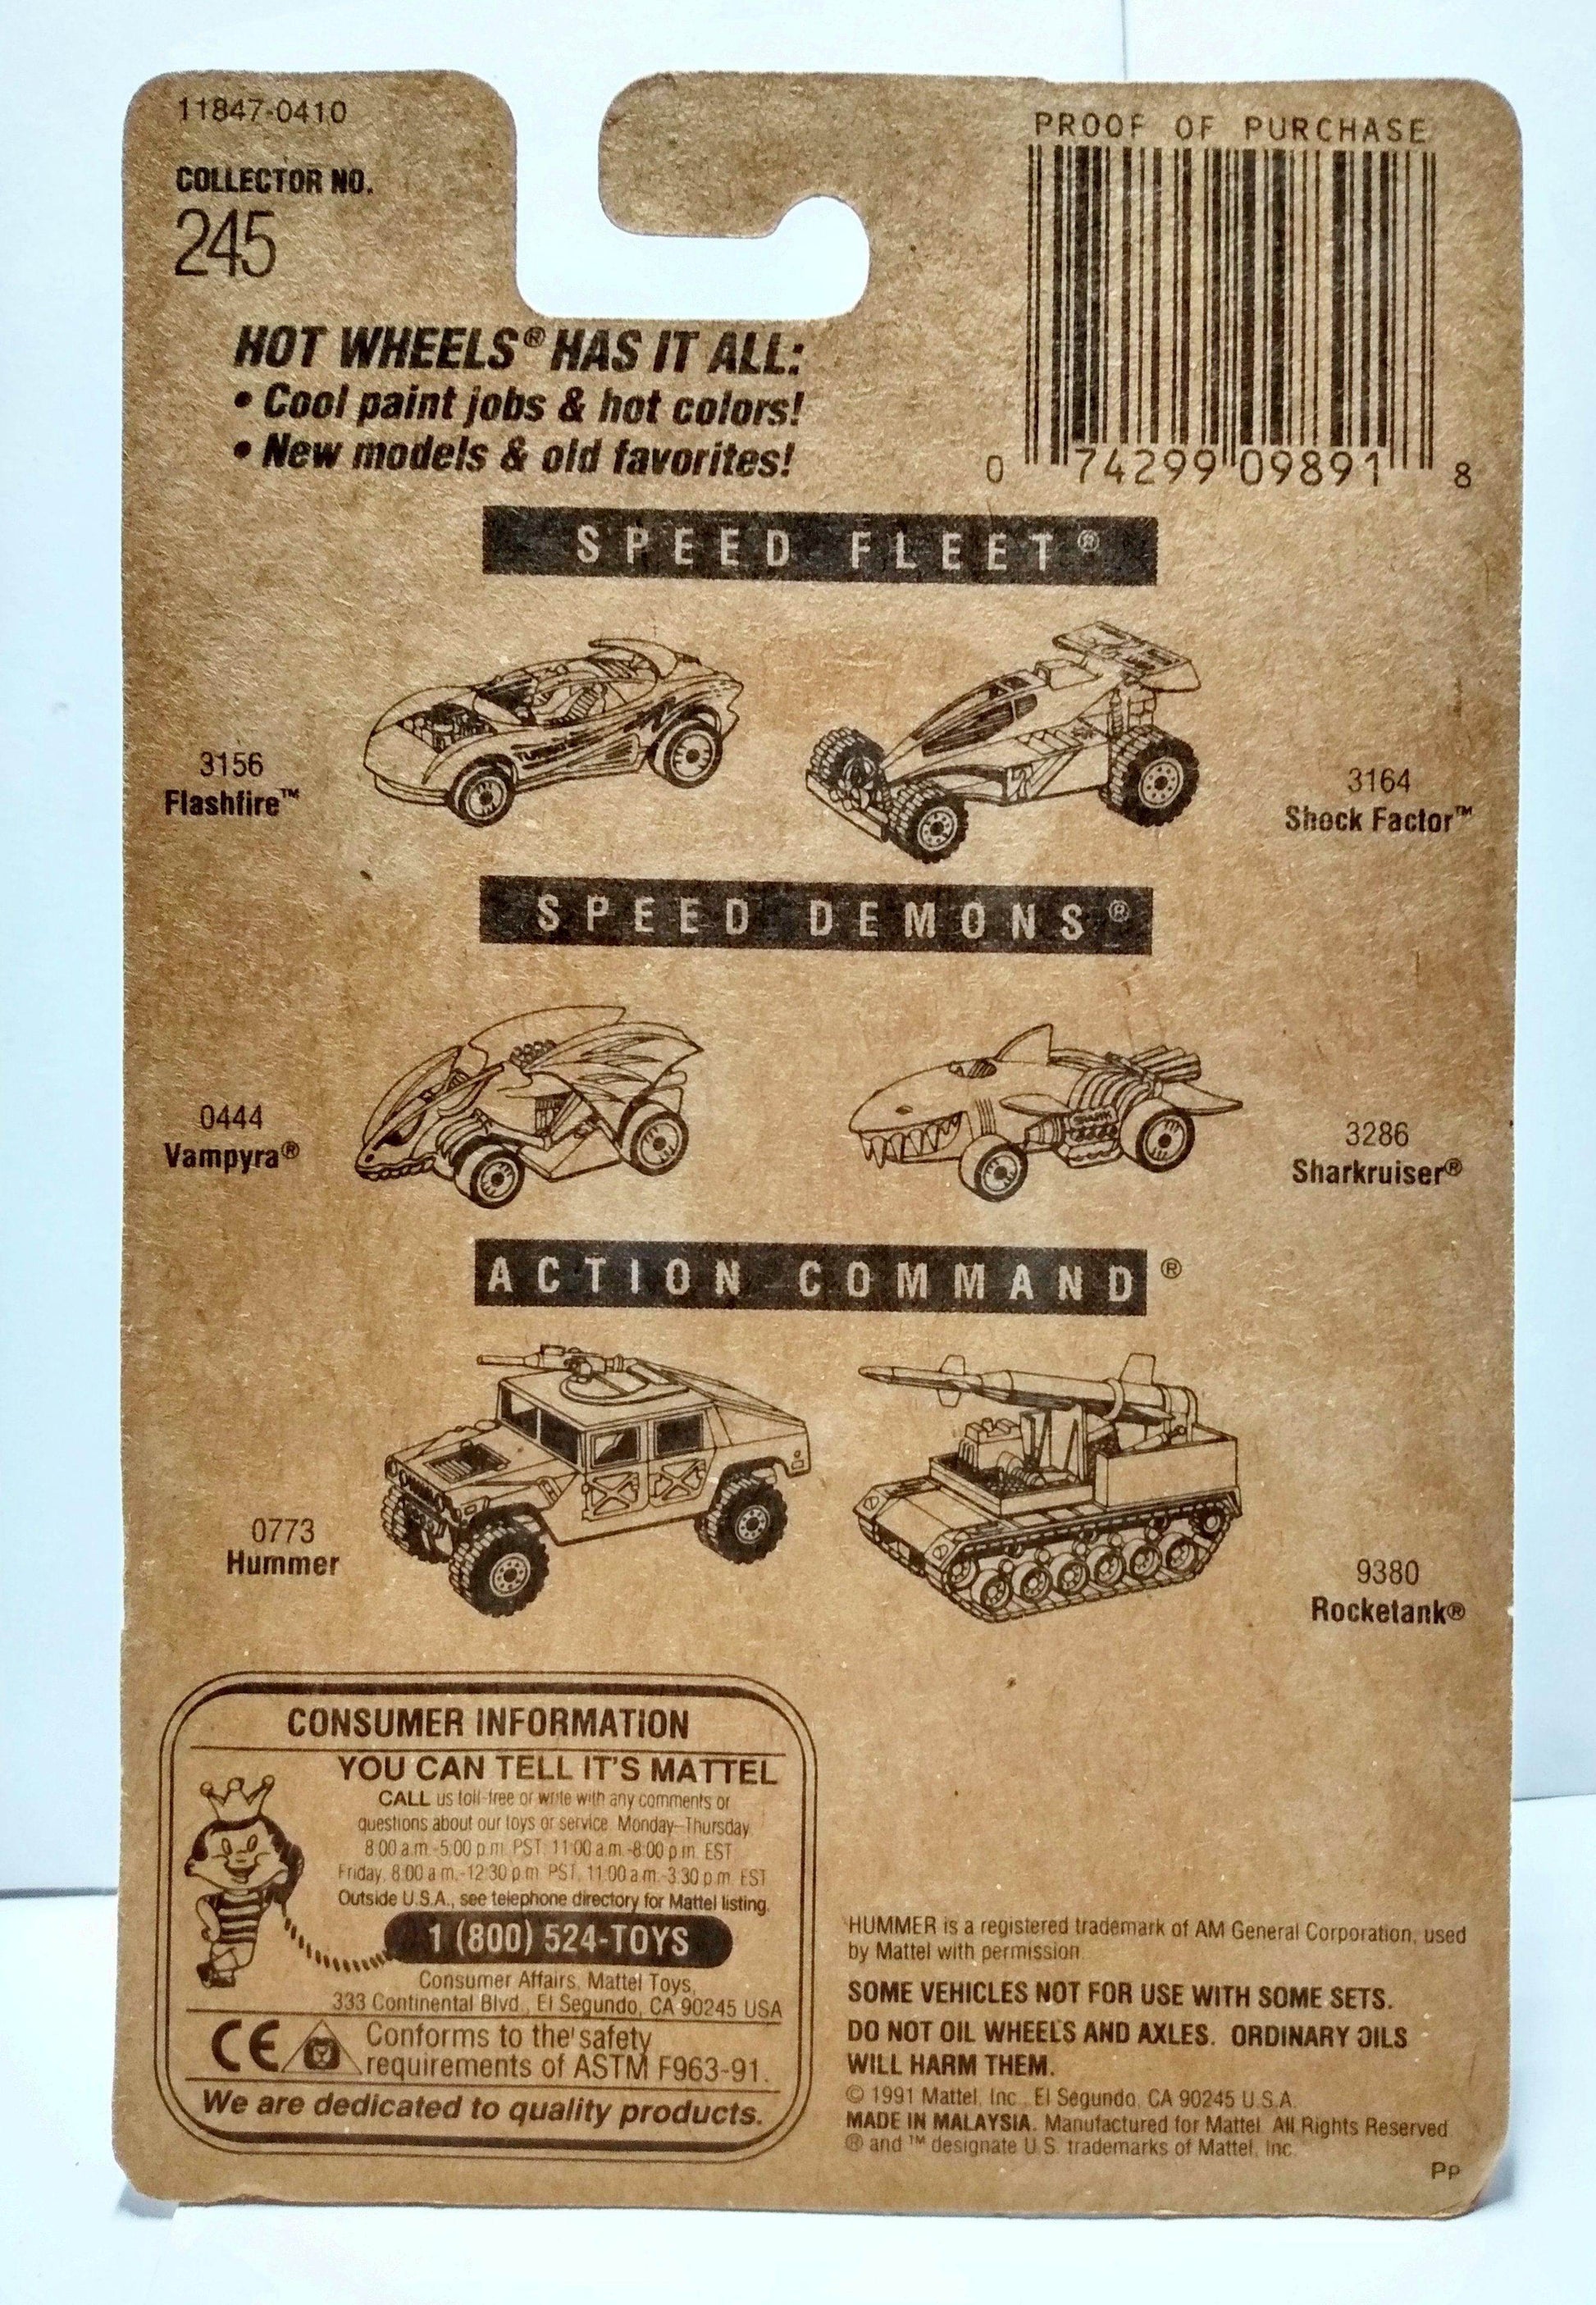 11847-0410
COLLECTOR NO.
245
PROOF OF PURCHASE
0 74299 09891 8
HOT WHEELS® HAS IT ALL:
• Cool paint jobs & hot colors!
• New models & old favorites!
SPEED FLEET®
3156
Flashfire™
3164
Shock Factor™
SPEED DEMONS®
0444
Vampyra®
3286
Sharkruiser®
ACTION COMMAND®
0773
Hummer
9380
Rocketank®
CONSUMER INFORMATION
YOU CAN TELL IT'S MATTEL
CALL us toll-free or write with any comments or
questions about our toys or service. Monday-Thursday,
8:00 a.m.-5:00 p.m. PST, 11:00 a.m.-8:00 p.m. EST
Friday, 8:00 a.m.-12:30 p.m. PST, 11:00 a.m.-3:30 p.m. EST
Outside U.S.A., see telephone directory for Mattel listing.
1 (800) 524-TOYS
Consumer Affairs, Mattel Toys,
333 Continental Blvd., El Segundo, CA 90245 USA
CE Conforms to the safety
requirements of ASTM F963-91.
We are dedicated to quality products.
HUMMER is a registered trademark of AM General Corporation, used
by Mattel with permission.
SOME VEHICLES NOT FOR USE WITH SOME SETS.
DO NOT OIL WHEELS AND AXLES. ORDINARY OILS
WILL HARM THEM.
© 1991 Mattel, Inc., El Segundo, CA 90245 U.S.A.
MADE IN MALAYSIA. Manufactured for Mattel. All Rights Reserved.
® and ™ designate U.S. trademarks of Mattel, Inc.
Pp